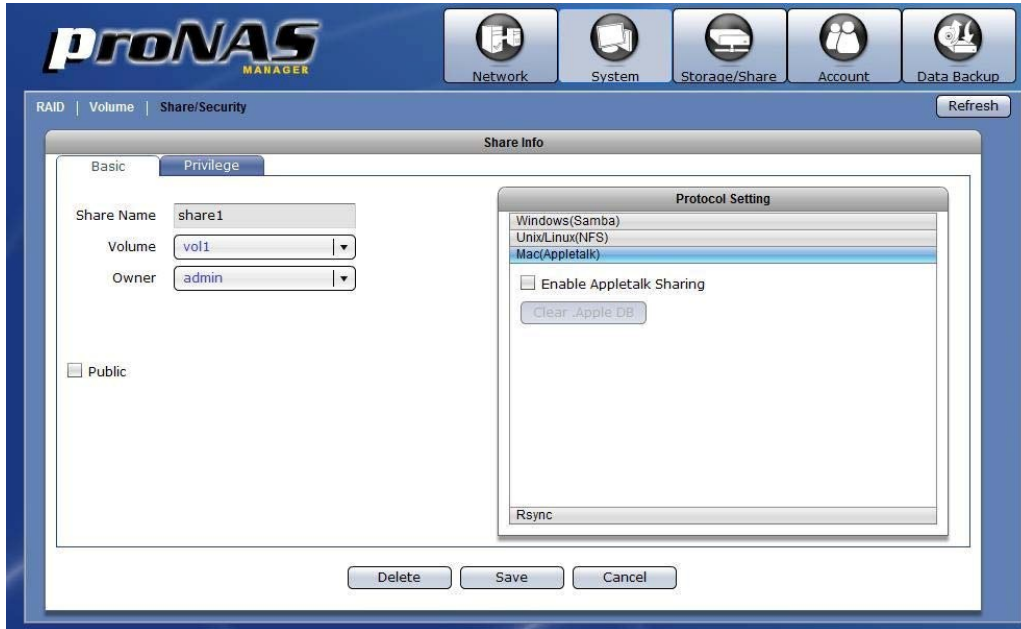 proNAS
MANAGER
Network
System
Storage/Share
Account
Data Backup
RAID | Volume | Share/Security
Refresh
Share Info
Basic
Privilege
Share Name share1
Volume vol1
Owner admin
Public
Protocol Setting
Windows(Samba)
Unix/Linux(NFS)
Mac(Appletalk)
Enable Appletalk Sharing
Clear .Apple DB
Rsync
Delete
Save
Cancel